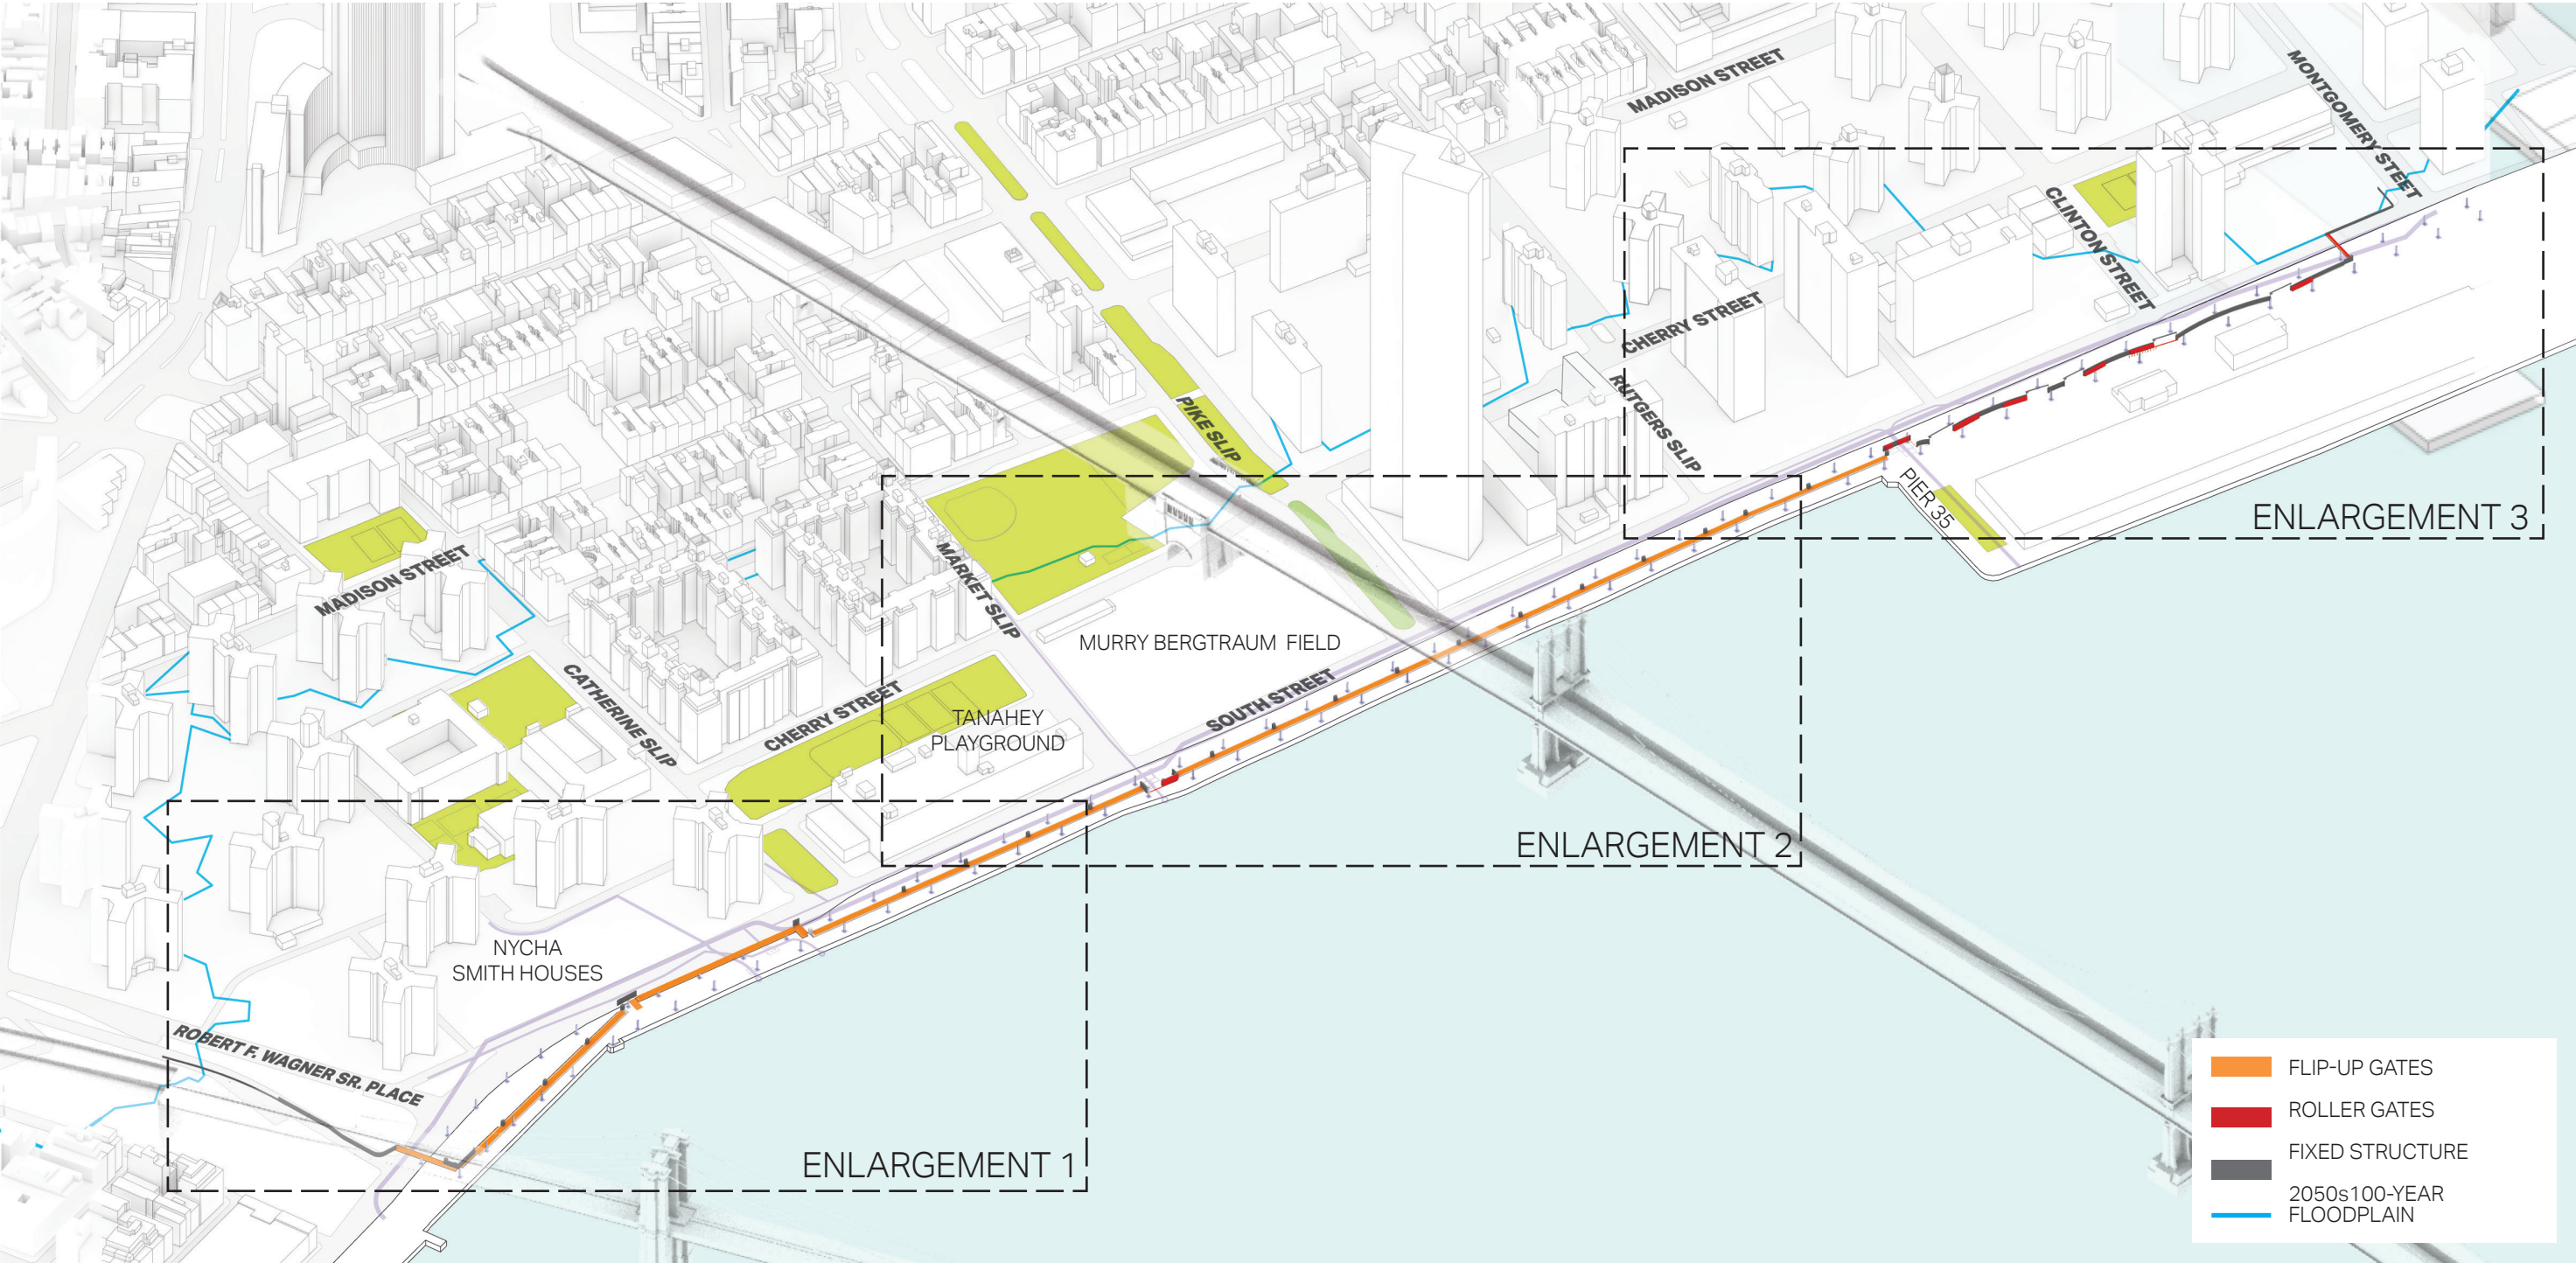 MADISON STREET
MONTGOMERY STEET
CLINTON STREET
CHERRY STREET
RUTGERS SLIP
PIKE SLIP
PIER 35
ENLARGEMENT 3
MARKET SLIP
MADISON STREET
MURRY BERGTRAUM FIELD
CATHERINE SLIP
CHERRY STREET
SOUTH STREET
TANAHEY
PLAYGROUND
ENLARGEMENT 2
NYCHA
SMITH HOUSES
ROBERT F. WAGNER SR. PLACE
ENLARGEMENT 1
FLIP-UP GATES
ROLLER GATES
FIXED STRUCTURE
2050s100-YEAR
FLOODPLAIN